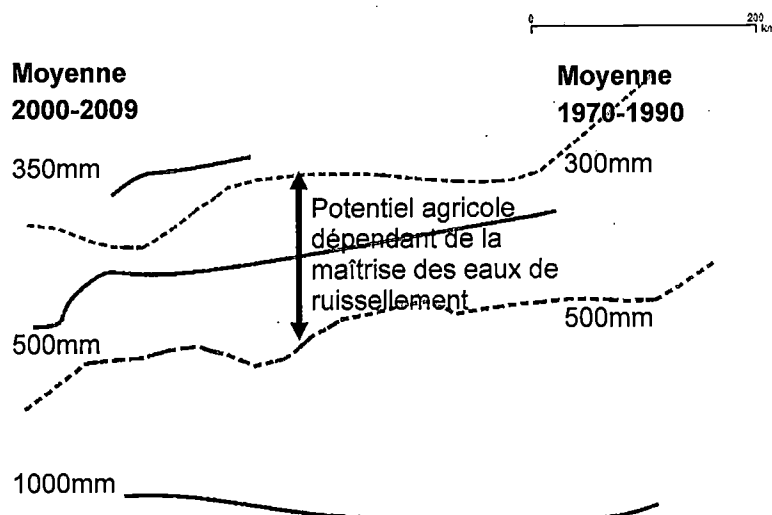 0 200
km
Moyenne
2000-2009
Moyenne
1970-1990
350mm
300mm
Potentiel agricole
dépendant de la
maîtrise des eaux de
ruissellement
500mm
500mm
1000mm